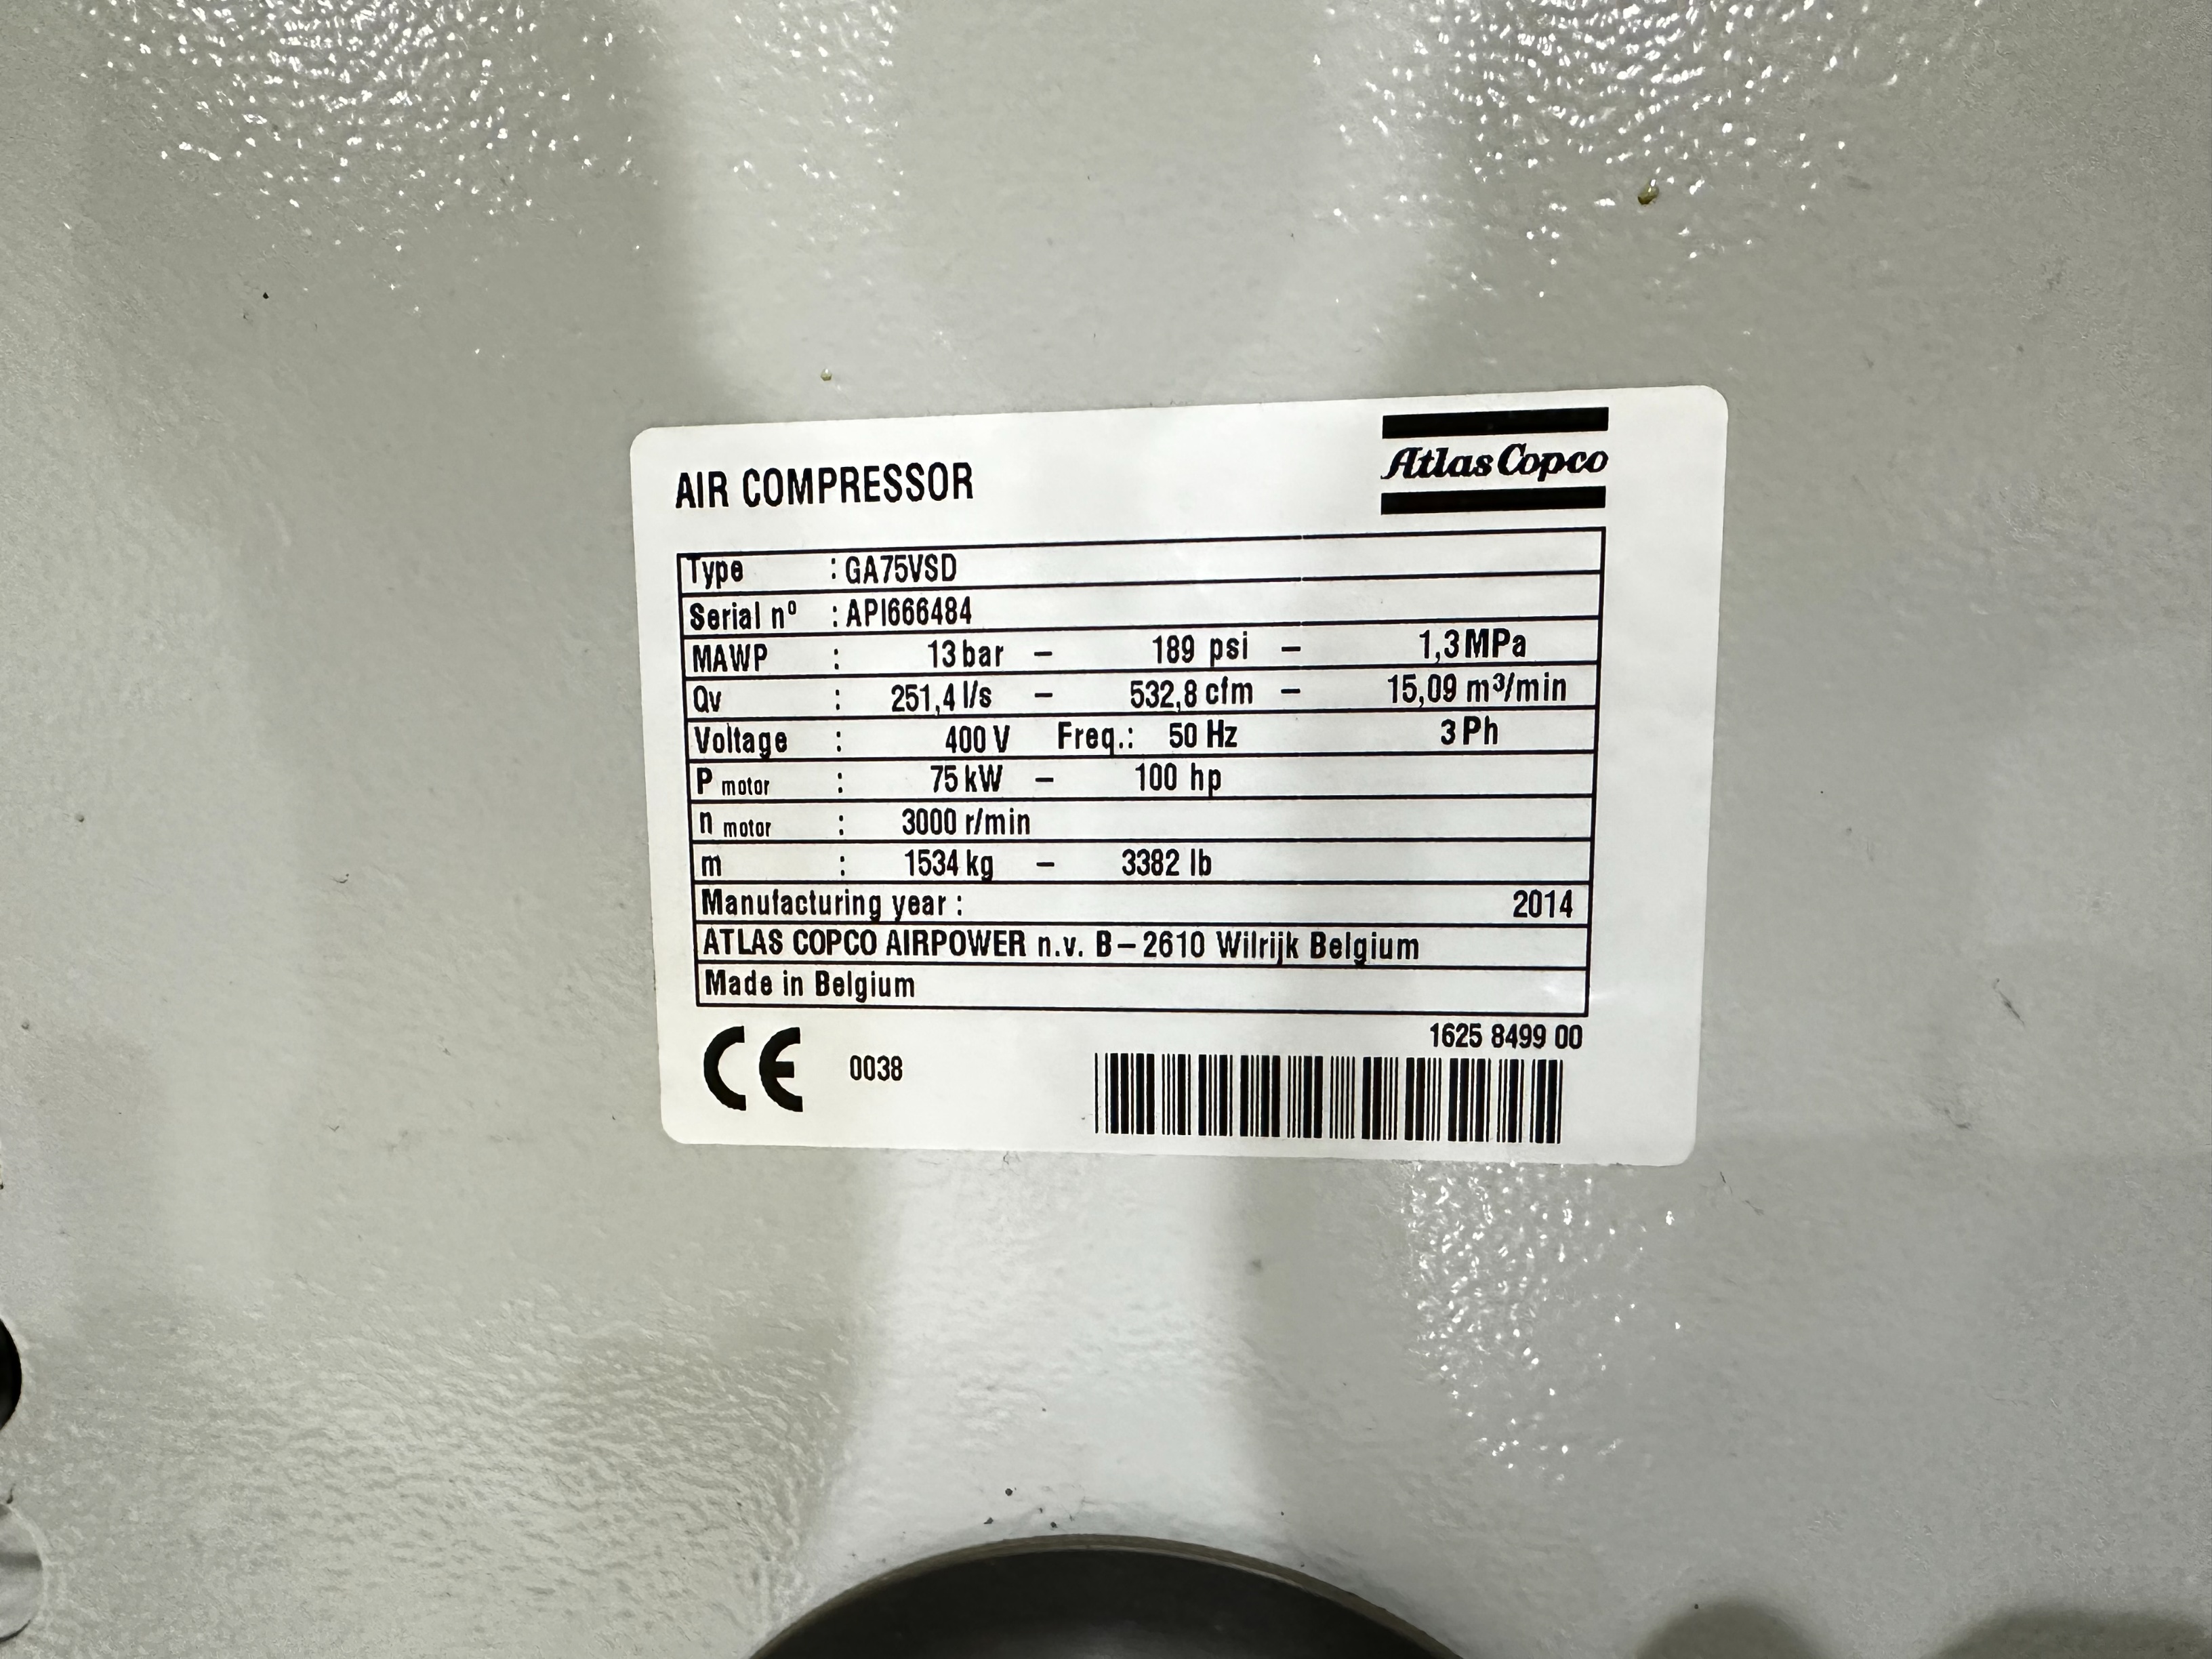 AIR COMPRESSOR
Atlas Copco
Type : GA75VSD
Serial nº : API666484
MAWP : 13 bar – 189 psi – 1,3 MPa
Qv : 251,4 l/s – 532,8 cfm – 15,09 m³/min
Voltage : 400 V Freq.: 50 Hz 3 Ph
P motor : 75 kW – 100 hp
n motor : 3000 r/min
m : 1534 kg – 3382 lb
Manufacturing year : 2014
ATLAS COPCO AIRPOWER n.v. B – 2610 Wilrijk Belgium
Made in Belgium
1625 8499 00
CE 0038